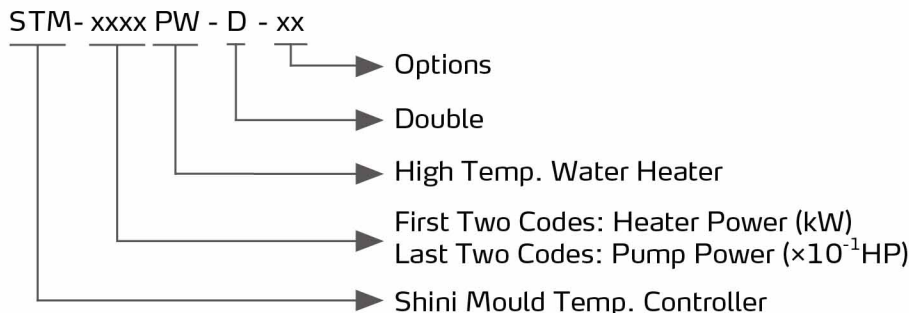 STM- xxxx PW - D - xx
Options
Double
High Temp. Water Heater
First Two Codes: Heater Power (kW)
Last Two Codes: Pump Power (×10⁻¹HP)
Shini Mould Temp. Controller